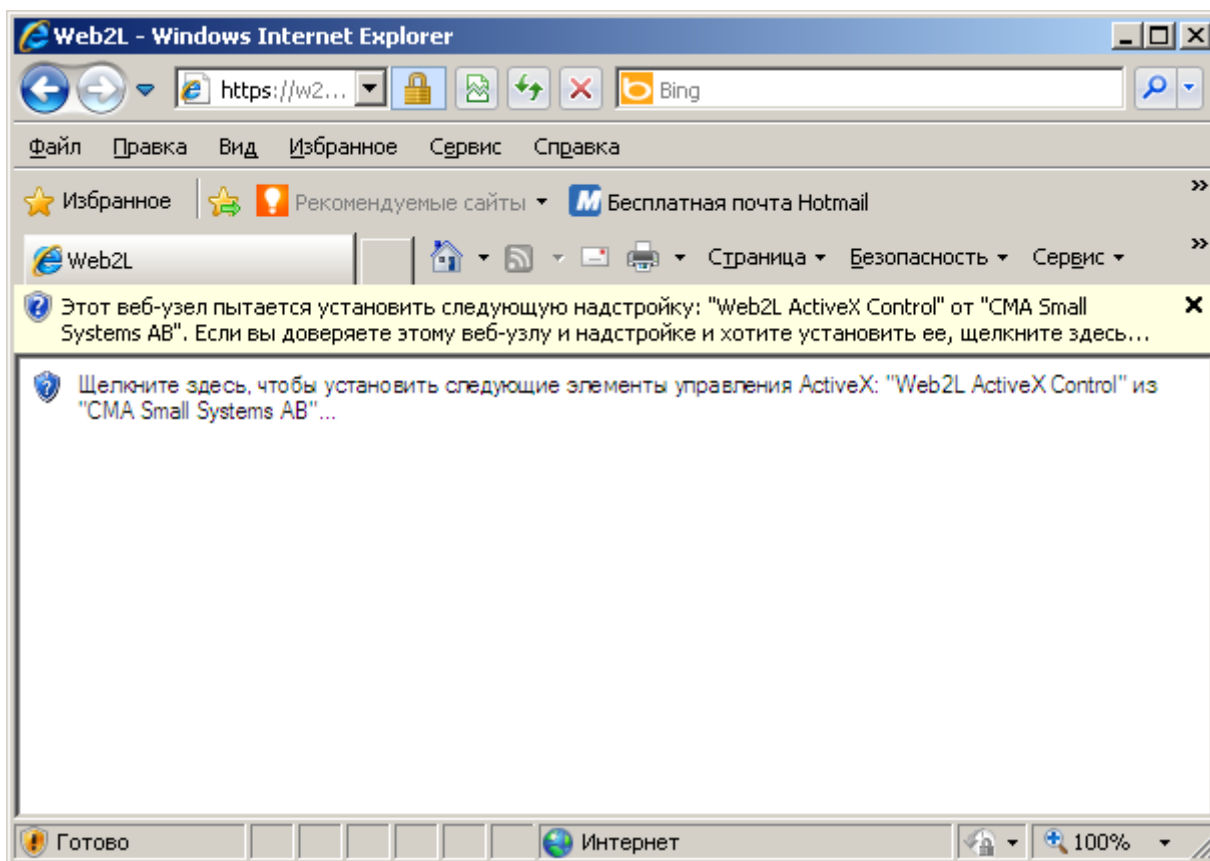 Web2L - Windows Internet Explorer
https://w2... Bing
Файл Правка Вид Избранное Сервис Справка
Избранное Рекомендуемые сайты Бесплатная почта Hotmail »
Web2L Страница Безопасность Сервис »
Этот веб-узел пытается установить следующую надстройку: "Web2L ActiveX Control" от "CMA Small
Systems AB". Если вы доверяете этому веб-узлу и надстройке и хотите установить ее, щелкните здесь...
Щелкните здесь, чтобы установить следующие элементы управления ActiveX: "Web2L ActiveX Control" из
"CMA Small Systems AB"...
Готово Интернет 100%